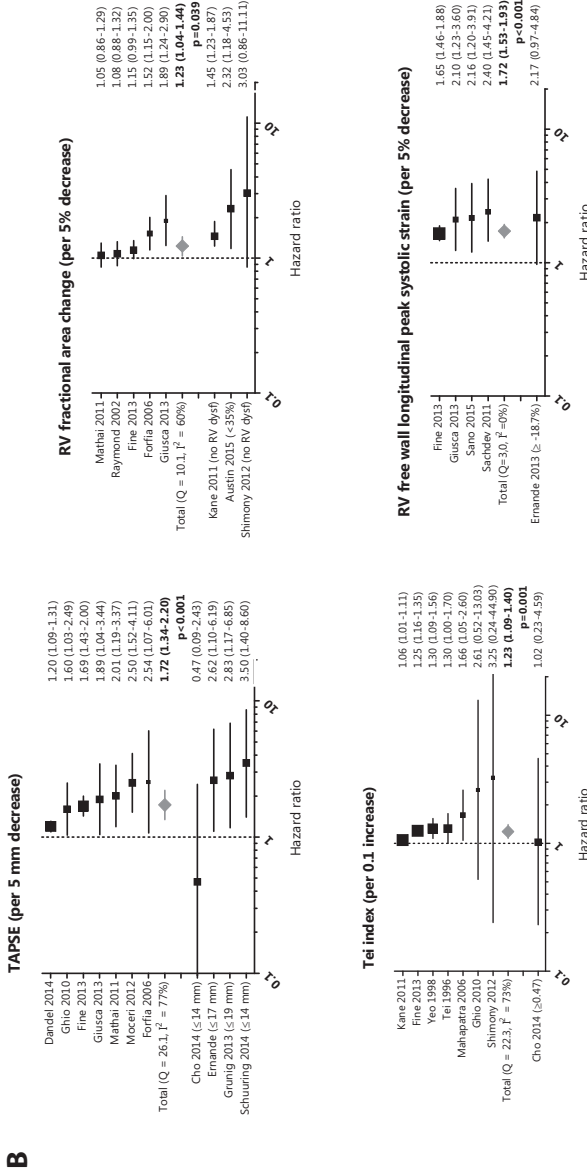 B
TAPSE (per 5 mm decrease)
Dandel 2014 1.20 (1.09-1.31)
Ghio 2010 1.60 (1.03-2.49)
Fine 2013 1.69 (1.43-2.00)
Giusca 2013 1.89 (1.04-3.44)
Mathai 2011 2.01 (1.19-3.37)
Moceri 2012 2.50 (1.52-4.11)
Forfia 2006 2.54 (1.07-6.01)
Total (Q = 26.1, I² = 77%) 1.72 (1.34-2.20)
p<0.001
Cho 2014 (≤14 mm) 0.47 (0.09-2.43)
Ernande (≤17 mm) 2.62 (1.10-6.19)
Grunig 2013 (≤19 mm) 2.83 (1.17-6.85)
Schuuring 2014 (≤14 mm) 3.50 (1.40-8.60)
0.1 1 10
Hazard ratio
RV fractional area change (per 5% decrease)
Mathai 2011 1.05 (0.86-1.29)
Raymond 2002 1.08 (0.88-1.32)
Fine 2013 1.15 (0.99-1.35)
Forfia 2006 1.52 (1.15-2.00)
Giusca 2013 1.89 (1.24-2.90)
Total (Q = 10.1, I² = 60%) 1.23 (1.04-1.44)
p=0.039
Kane 2011 (no RV dysf) 1.45 (1.23-1.87)
Austin 2015 (<35%) 2.32 (1.18-4.53)
Shimony 2012 (no RV dysf) 3.03 (0.86-11.11)
0.1 1 10
Hazard ratio
Tei index (per 0.1 increase)
Kane 2011 1.06 (1.01-1.11)
Fine 2013 1.25 (1.16-1.35)
Yeo 1998 1.30 (1.09-1.56)
Tei 1996 1.30 (1.00-1.70)
Mahapatra 2006 1.66 (1.05-2.60)
Ghio 2010 2.61 (0.52-13.03)
Shimony 2012 3.25 (0.24-44.90)
Total (Q = 22.3, I² = 73%) 1.23 (1.09-1.40)
p=0.001
Cho 2014 (≥0.47) 1.02 (0.23-4.59)
0.1 1 10
Hazard ratio
RV free wall longitudinal peak systolic strain (per 5% decrease)
Fine 2013 1.65 (1.46-1.88)
Giusca 2013 2.10 (1.23-3.60)
Sano 2015 2.16 (1.20-3.91)
Sachdev 2011 2.40 (1.45-4.21)
Total (Q=3.0, I² =0%) 1.72 (1.53-1.93)
p<0.001
Ernande 2013 (≥ -18.7%) 2.17 (0.97-4.84)
0.1 1 10
Hazard ratio